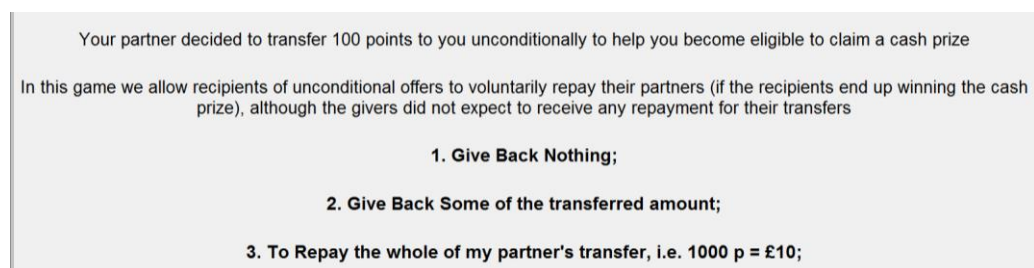 Your partner decided to transfer 100 points to you unconditionally to help you become eligible to claim a cash prize
In this game we allow recipients of unconditional offers to voluntarily repay their partners (if the recipients end up winning the cash
prize), although the givers did not expect to receive any repayment for their transfers
1. Give Back Nothing;
2. Give Back Some of the transferred amount;
3. To Repay the whole of my partner's transfer, i.e. 1000 p = £10;